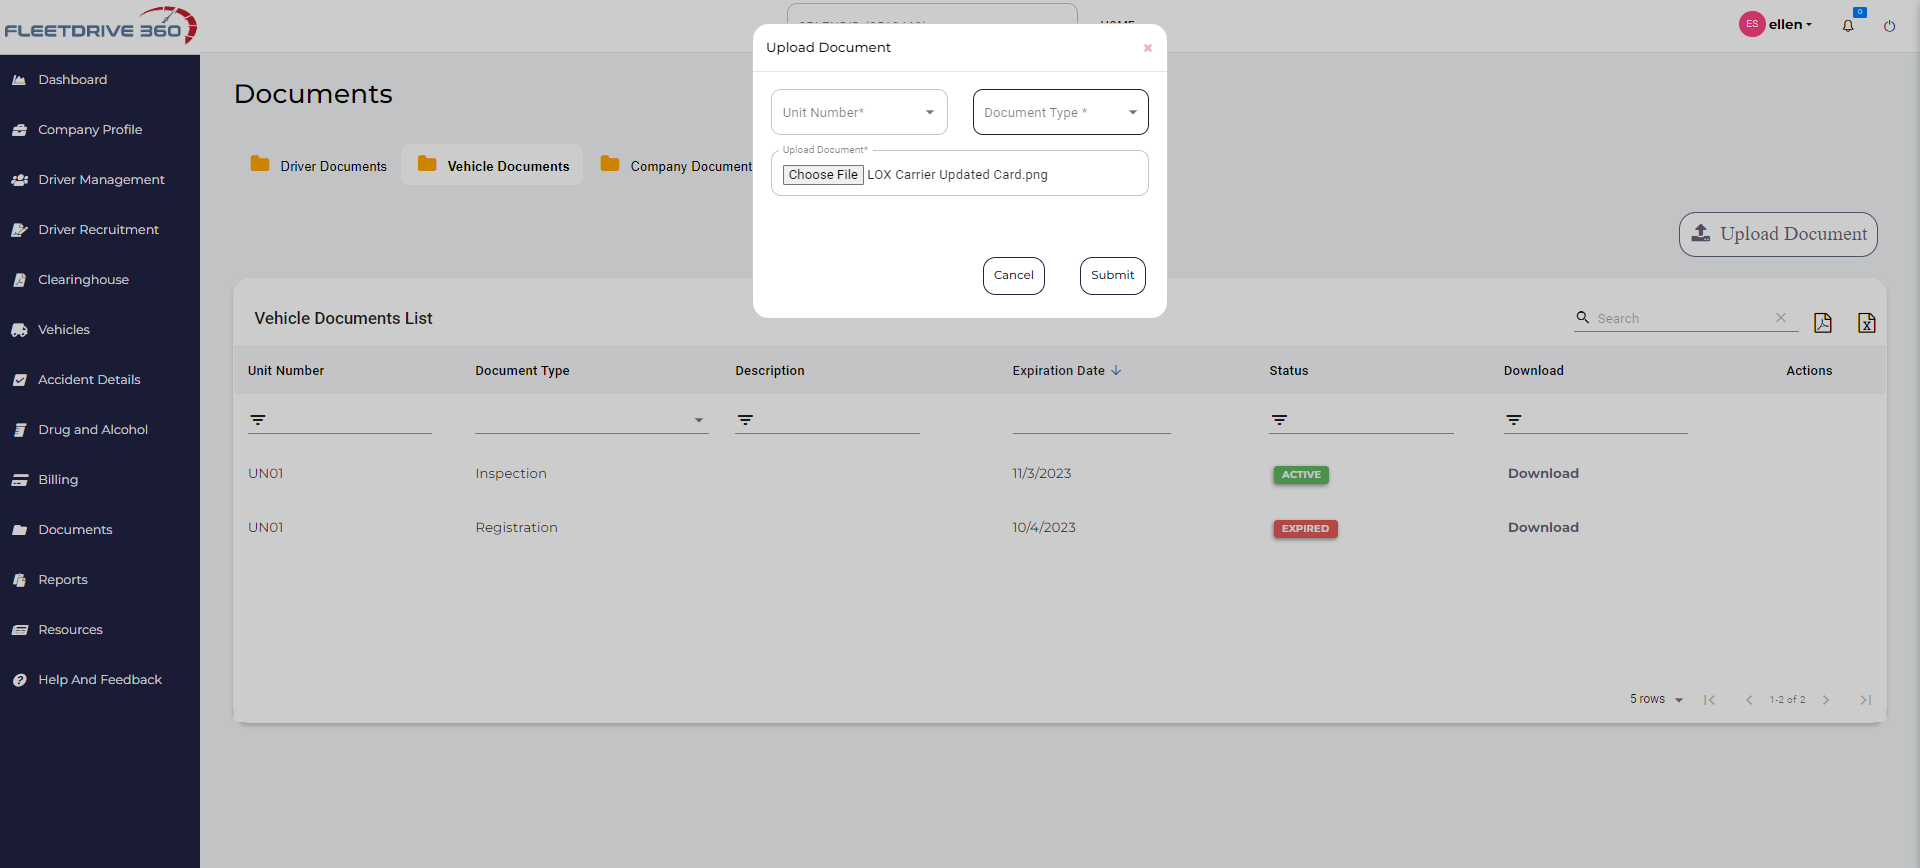 FLEETDRIVE 360
HOME
ES ellen
0
Dashboard
Company Profile
Driver Management
Driver Recruitment
Clearinghouse
Vehicles
Accident Details
Drug and Alcohol
Billing
Documents
Reports
Resources
Help And Feedback
Documents
Driver Documents
Vehicle Documents
Company Document
Upload Document
Upload Document
×
Unit Number*
Document Type *
Upload Document*
Choose File LOX Carrier Updated Card.png
Cancel
Submit
Vehicle Documents List
Search
Unit Number Document Type Description Expiration Date Status Download Actions
UN01 Inspection 11/3/2023 ACTIVE Download
UN01 Registration 10/4/2023 EXPIRED Download
5 rows 1-2 of 2